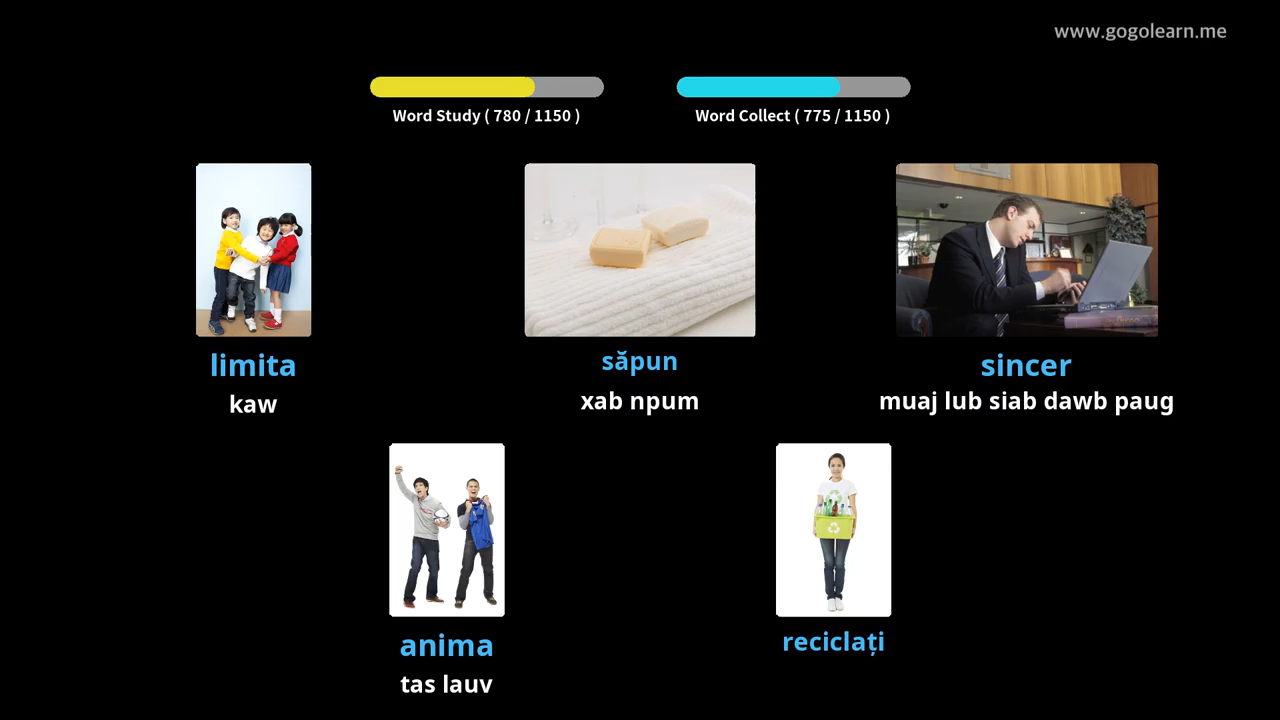 www.gogolearn.me
Word Study ( 780 / 1150 )
Word Collect ( 775 / 1150 )
limita
kaw
săpun
xab npum
sincer
muaj lub siab dawb paug
anima
tas lauv
reciclați